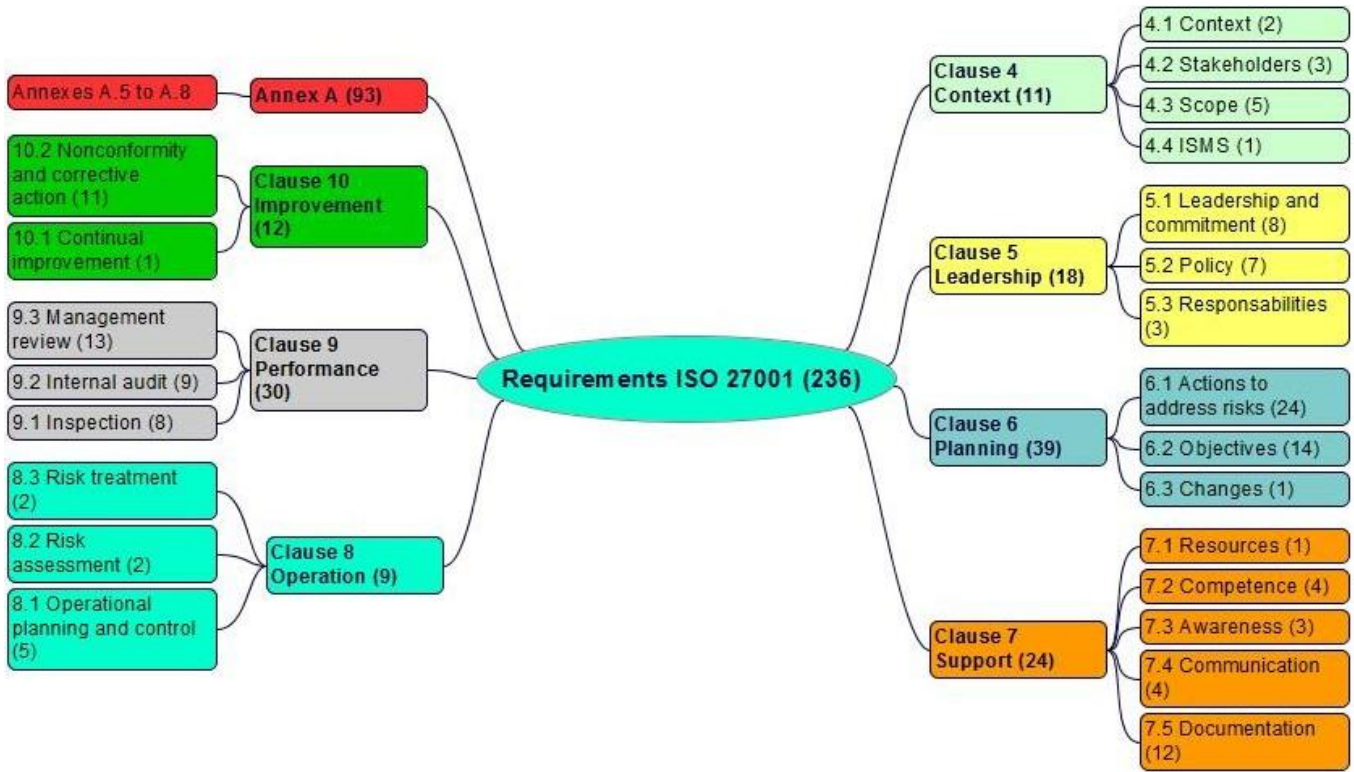 Requirements ISO 27001 (236)
Clause 4
Context (11)
4.1 Context (2)
4.2 Stakeholders (3)
4.3 Scope (5)
4.4 ISMS (1)
Clause 5
Leadership (18)
5.1 Leadership and
commitment (8)
5.2 Policy (7)
5.3 Responsabilities
(3)
Clause 6
Planning (39)
6.1 Actions to
address risks (24)
6.2 Objectives (14)
6.3 Changes (1)
Clause 7
Support (24)
7.1 Resources (1)
7.2 Competence (4)
7.3 Awareness (3)
7.4 Communication
(4)
7.5 Documentation
(12)
Annex A (93)
Annexes A.5 to A.8
Clause 10
Improvement
(12)
10.2 Nonconformity
and corrective
action (11)
10.1 Continual
improvement (1)
Clause 9
Performance
(30)
9.3 Management
review (13)
9.2 Internal audit (9)
9.1 Inspection (8)
Clause 8
Operation (9)
8.3 Risk treatment
(2)
8.2 Risk
assessment (2)
8.1 Operational
planning and control
(5)